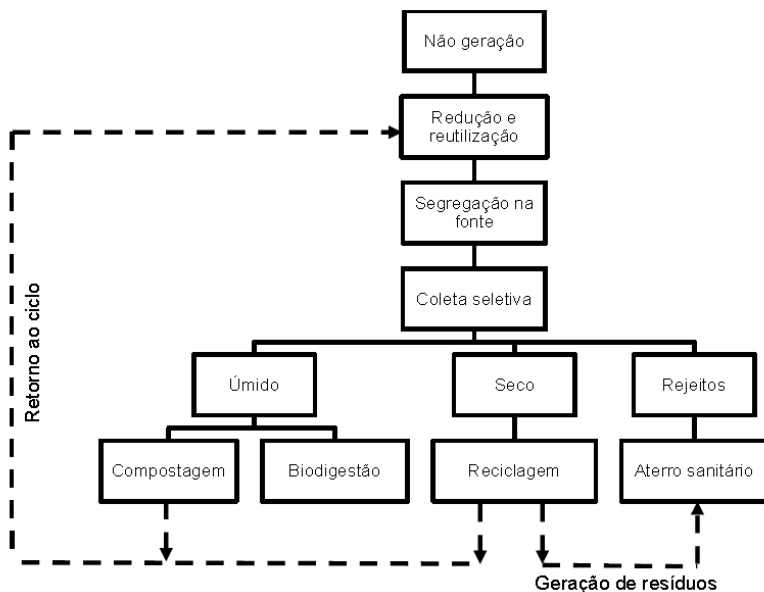 Não geração
Redução e
reutilização
Segregação na
fonte
Coleta seletiva
Retorno ao ciclo
Úmido
Seco
Rejeitos
Compostagem
Biodigestão
Reciclagem
Aterro sanitário
Geração de resíduos